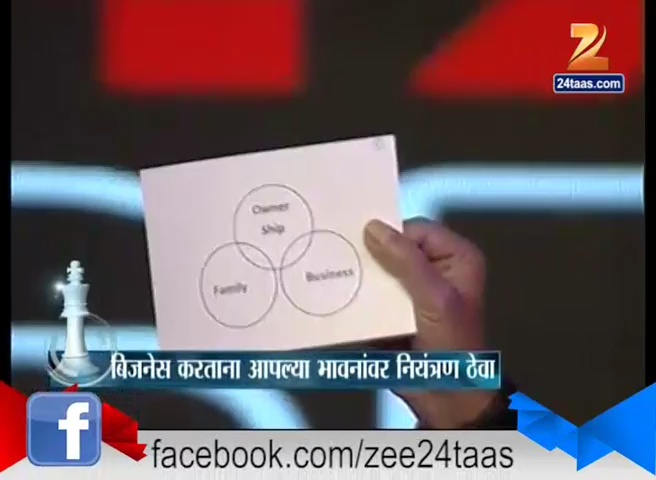 24taas.com
Owner
Ship
Family
Business
बिजनेस करताना आपल्या भावनांवर नियंत्रण ठेवा
f
facebook.com/zee24taas